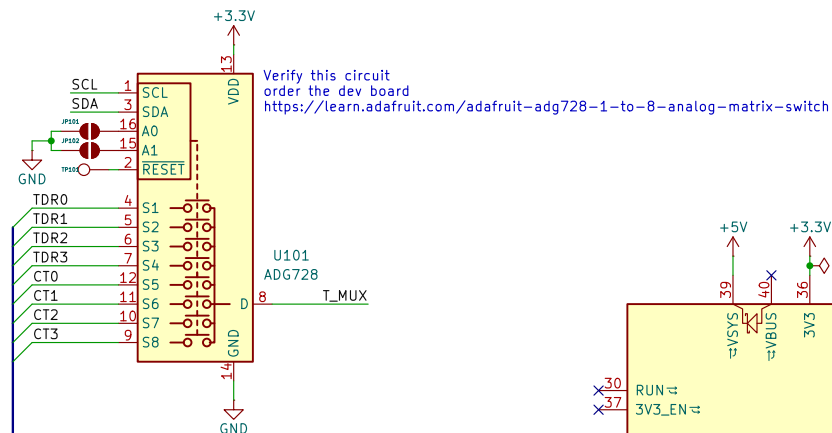 +3.3V
13
VDD
Verify this circuit
order the dev board
https://learn.adafruit.com/adafruit-adg728-1-to-8-analog-matrix-switch
SCL 1 SCL
SDA 3 SDA
JP101 16 A0
JP102 15 A1
TP101 2 RESET
GND
TDR0 4 S1
TDR1 5 S2
TDR2 6 S3
TDR3 7 S4
CT0 12 S5
CT1 11 S6
CT2 10 S7
CT3 9 S8
U101
ADG728
D 8 T_MUX
GND
14
GND
+5V
+3.3V
39 40 36
VSYS VBUS 3V3
30 RUN
37 3V3_EN